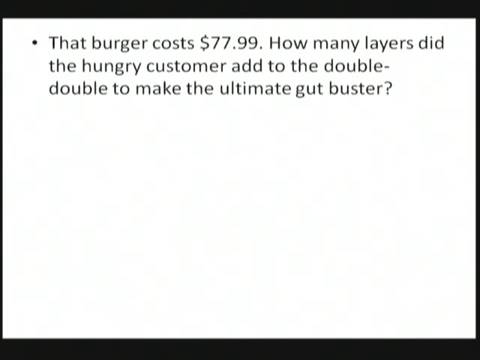 • That burger costs $77.99. How many layers did
the hungry customer add to the double-
double to make the ultimate gut buster?